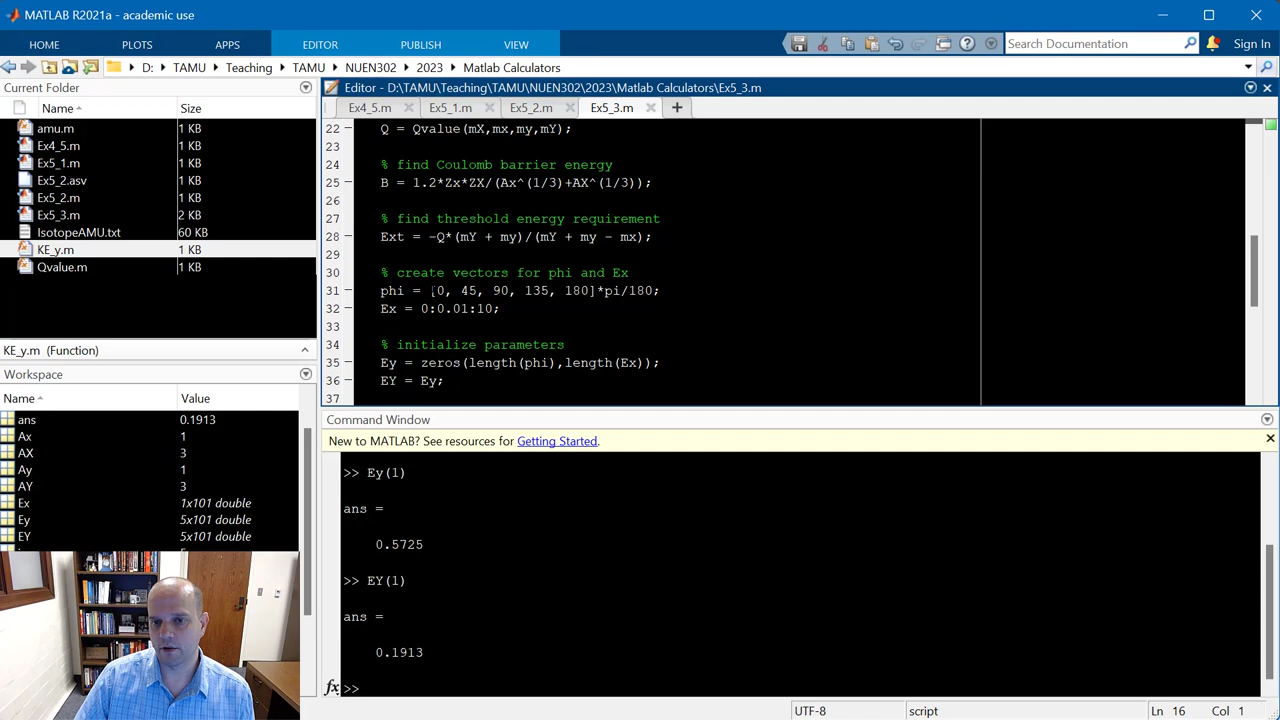 MATLAB R2021a - academic use
HOME PLOTS APPS EDITOR PUBLISH VIEW Search Documentation Sign In
D: ▸ TAMU ▸ Teaching ▸ TAMU ▸ NUEN302 ▸ 2023 ▸ Matlab Calculators
Current Folder
Name Size
amu.m 1 KB
Ex4_5.m 1 KB
Ex5_1.m 1 KB
Ex5_2.asv 1 KB
Ex5_2.m 1 KB
Ex5_3.m 2 KB
IsotopeAMU.txt 60 KB
KE_y.m 1 KB
Qvalue.m 1 KB
KE_y.m (Function)
Workspace
Name Value
ans 0.1913
Ax 1
AX 3
Ay 1
AY 3
Ex 1x101 double
Ey 5x101 double
EY 5x101 double
Editor - D:\TAMU\Teaching\TAMU\NUEN302\2023\Matlab Calculators\Ex5_3.m
Ex4_5.m Ex5_1.m Ex5_2.m Ex5_3.m
22 Q = Qvalue(mX,mx,my,mY);
23
24 % find Coulomb barrier energy
25 B = 1.2*Zx*ZX/(Ax^(1/3)+AX^(1/3));
26
27 % find threshold energy requirement
28 Ext = -Q*(mY + my)/(mY + my - mx);
29
30 % create vectors for phi and Ex
31 phi = [0, 45, 90, 135, 180]*pi/180;
32 Ex = 0:0.01:10;
33
34 % initialize parameters
35 Ey = zeros(length(phi),length(Ex));
36 EY = Ey;
37
Command Window
New to MATLAB? See resources for Getting Started.
>> Ey(1)
ans =
0.5725
>> EY(1)
ans =
0.1913
fx >>
UTF-8 script Ln 16 Col 1